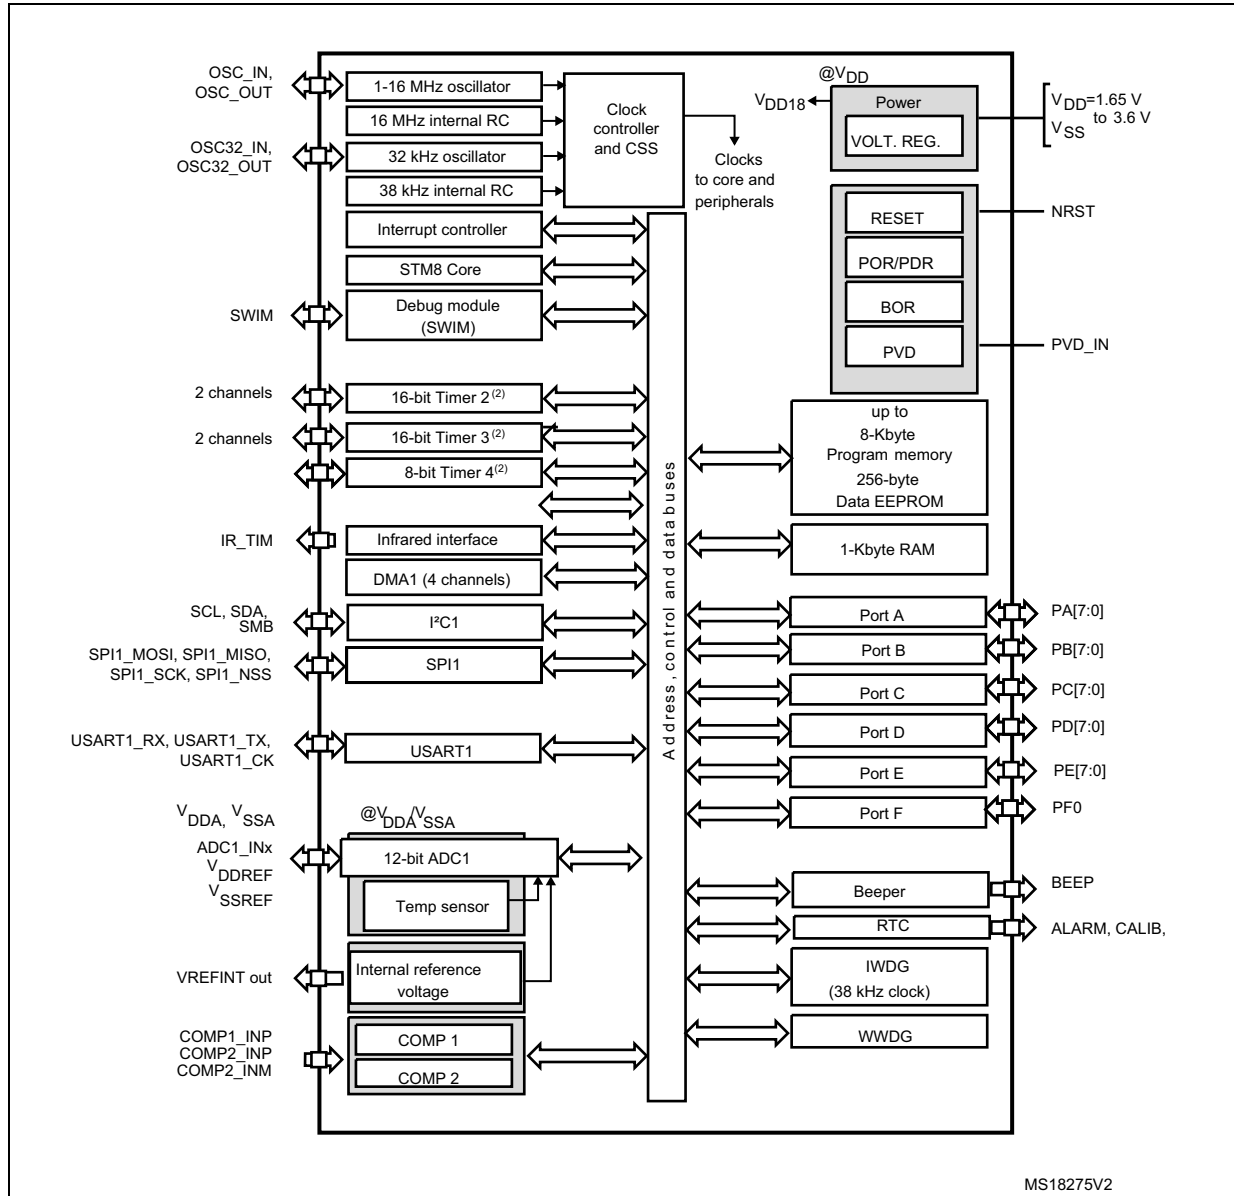 OSC_IN,
OSC_OUT
1-16 MHz oscillator
16 MHz internal RC
OSC32_IN,
OSC32_OUT
32 kHz oscillator
38 kHz internal RC
Clock
controller
and CSS
Clocks
to core and
peripherals
@VDD
VDD18
Power
VOLT. REG.
VDD=1.65 V
to 3.6 V
VSS
Interrupt controller
STM8 Core
SWIM
Debug module
(SWIM)
RESET
NRST
POR/PDR
BOR
PVD
PVD_IN
2 channels
16-bit Timer 2(2)
2 channels
16-bit Timer 3(2)
8-bit Timer 4(2)
IR_TIM
Infrared interface
DMA1 (4 channels)
SCL, SDA,
SMB
I²C1
SPI1_MOSI, SPI1_MISO,
SPI1_SCK, SPI1_NSS
SPI1
USART1_RX, USART1_TX,
USART1_CK
USART1
VDDA, VSSA
@VDDA/VSSA
ADC1_INx
VDDREF
VSSREF
12-bit ADC1
Temp sensor
VREFINT out
Internal reference
voltage
COMP1_INP
COMP2_INP
COMP2_INM
COMP 1
COMP 2
Address, control and data buses
up to
8-Kbyte
Program memory
256-byte
Data EEPROM
1-Kbyte RAM
Port A
PA[7:0]
Port B
PB[7:0]
Port C
PC[7:0]
Port D
PD[7:0]
Port E
PE[7:0]
Port F
PF0
Beeper
BEEP
RTC
ALARM, CALIB,
IWDG
(38 kHz clock)
WWDG
MS18275V2